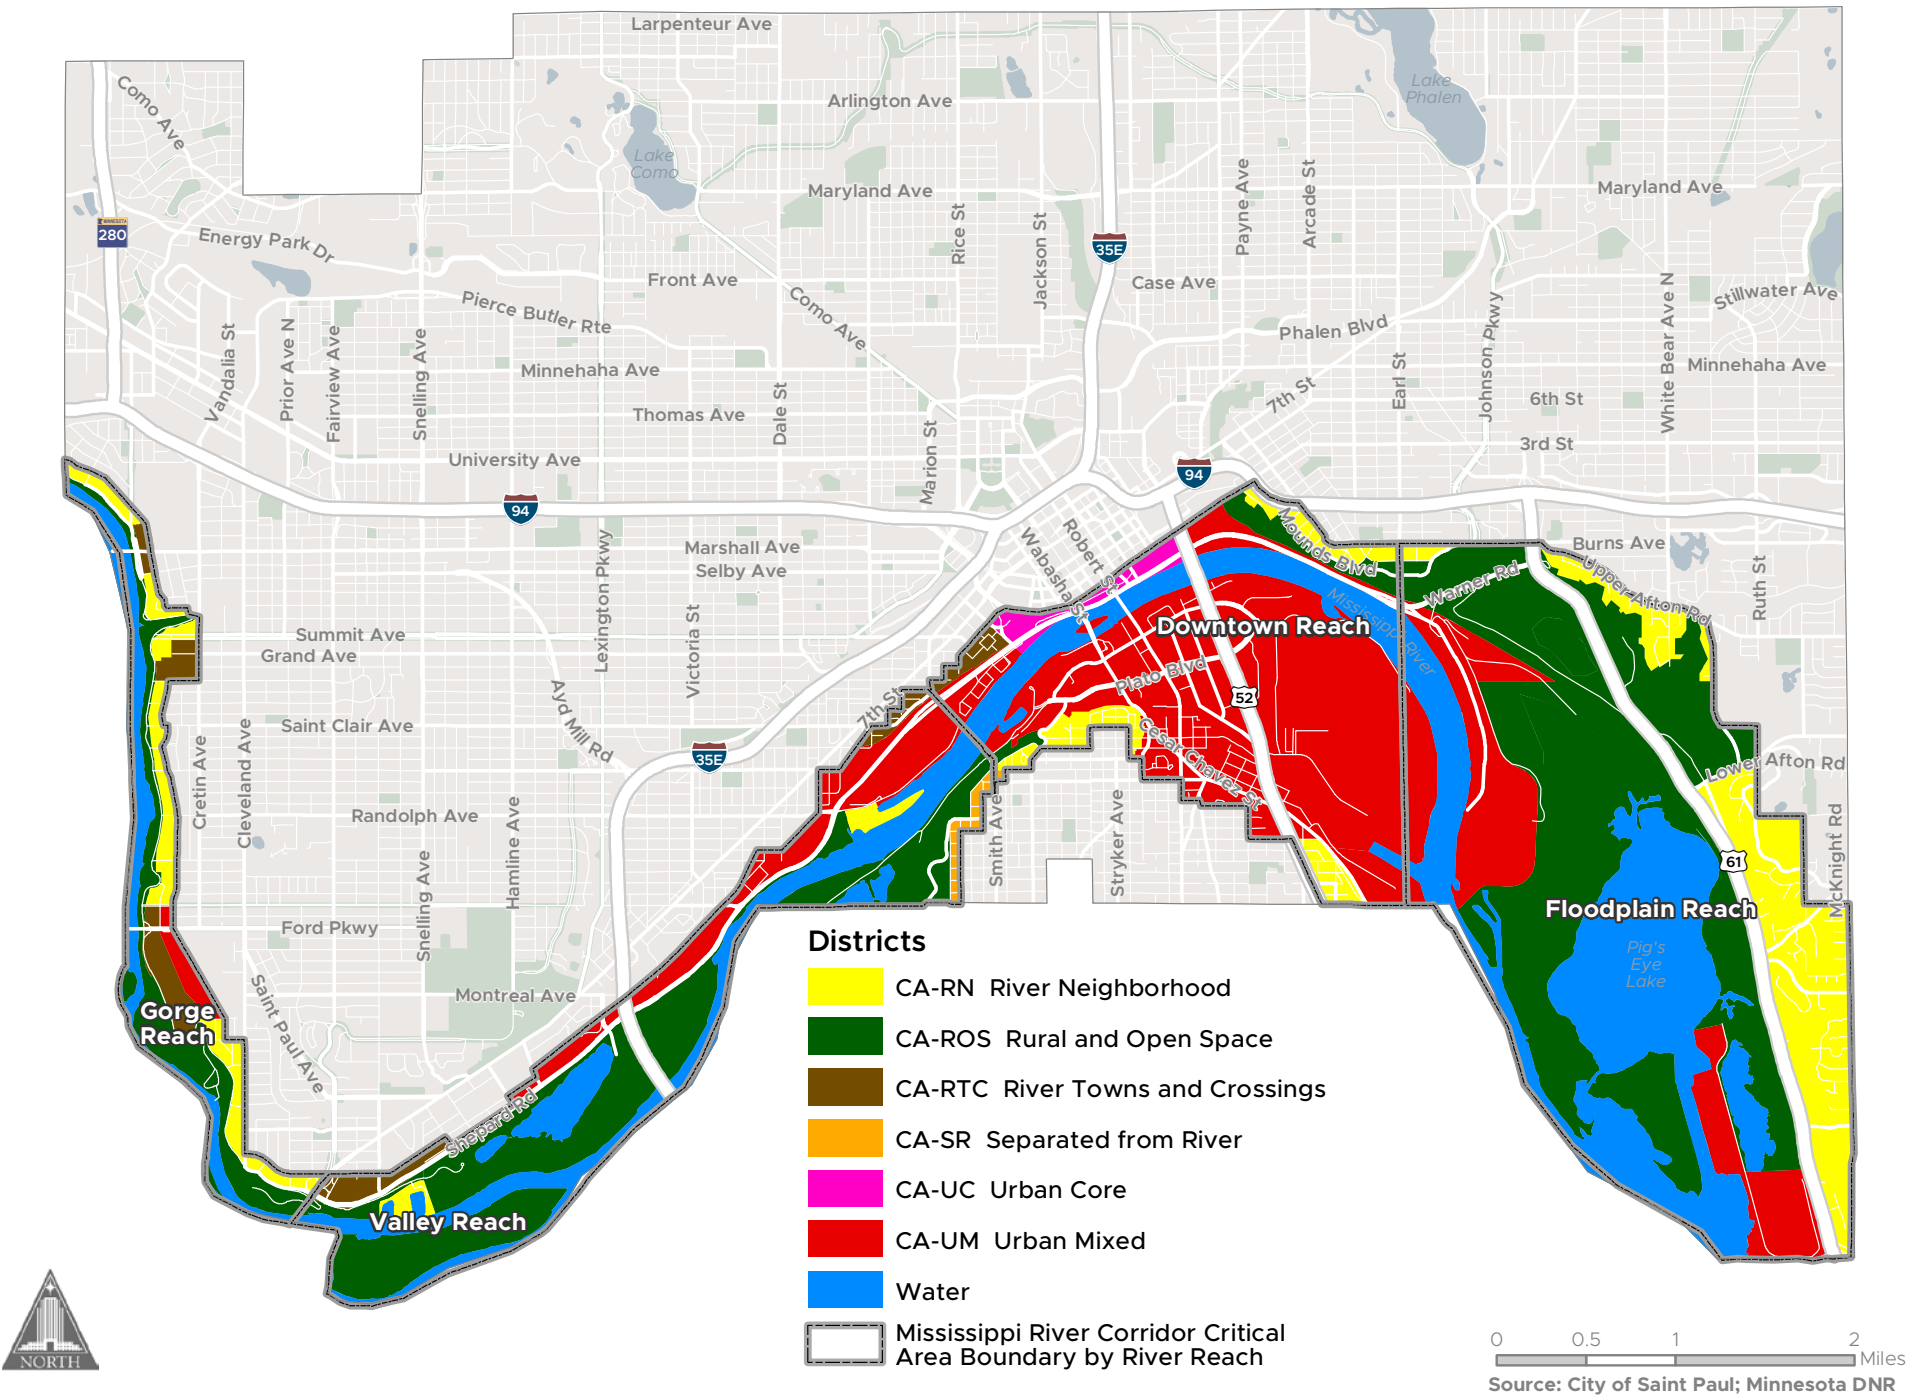 Larpenteur Ave
Como Ave
Arlington Ave
Lake
Phalen
Lake
Como
Maryland Ave
Maryland Ave
Payne Ave
Arcade St
Rice St
Jackson St
MINNESOTA
280
Energy Park Dr
35E
Front Ave
Case Ave
Pierce Butler Rte
Como Ave
Stillwater Ave
Phalen Blvd
Johnson Pkwy
White Bear Ave N
Vandalia St
Prior Ave N
Fairview Ave
Snelling Ave
Minnehaha Ave
Minnehaha Ave
Earl St
7th St
6th St
Thomas Ave
Dale St
3rd St
University Ave
Marion St
94
94
Lexington Pkwy
Marshall Ave
Selby Ave
Robert St
Wabasha St
Mounds Blvd
Burns Ave
Upper Afton Rd
Ruth St
Warner Rd
Mississippi River
Summit Ave
Grand Ave
Victoria St
Downtown Reach
Plato Blvd
52
Ayd Mill Rd
7th St
Saint Clair Ave
Cretin Ave
Cleveland Ave
35E
Cesar Chavez St
Lower Afton Rd
Randolph Ave
Hamline Ave
Snelling Ave
Smith Ave
Stryker Ave
McKnight Rd
61
Ford Pkwy
Floodplain Reach
Pig's
Eye
Lake
Saint Paul Ave
Montreal Ave
Gorge
Reach
Shepard Rd
Valley Reach
Districts
CA-RN River Neighborhood
CA-ROS Rural and Open Space
CA-RTC River Towns and Crossings
CA-SR Separated from River
CA-UC Urban Core
CA-UM Urban Mixed
Water
Mississippi River Corridor Critical
Area Boundary by River Reach
NORTH
0 0.5 1 2
Miles
Source: City of Saint Paul; Minnesota DNR